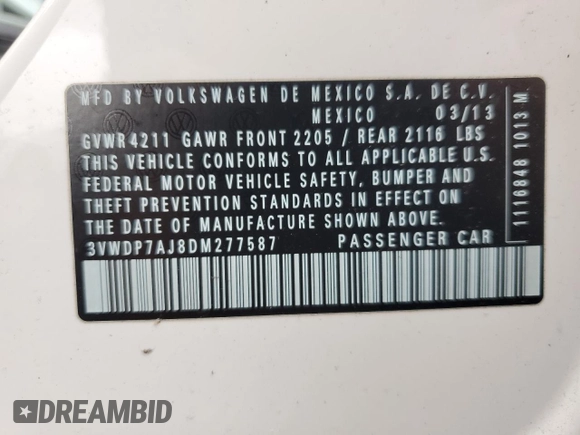 MFD BY VOLKSWAGEN DE MEXICO S.A. DE C.V.
MEXICO 03/13
GVWR 4211 GAWR FRONT 2205 / REAR 2116 LBS
THIS VEHICLE CONFORMS TO ALL APPLICABLE U.S.
FEDERAL MOTOR VEHICLE SAFETY, BUMPER AND
THEFT PREVENTION STANDARDS IN EFFECT ON
THE DATE OF MANUFACTURE SHOWN ABOVE.
3VWDP7AJ8DM277587 PASSENGER CAR
1116848 1013 M
DREAMBID